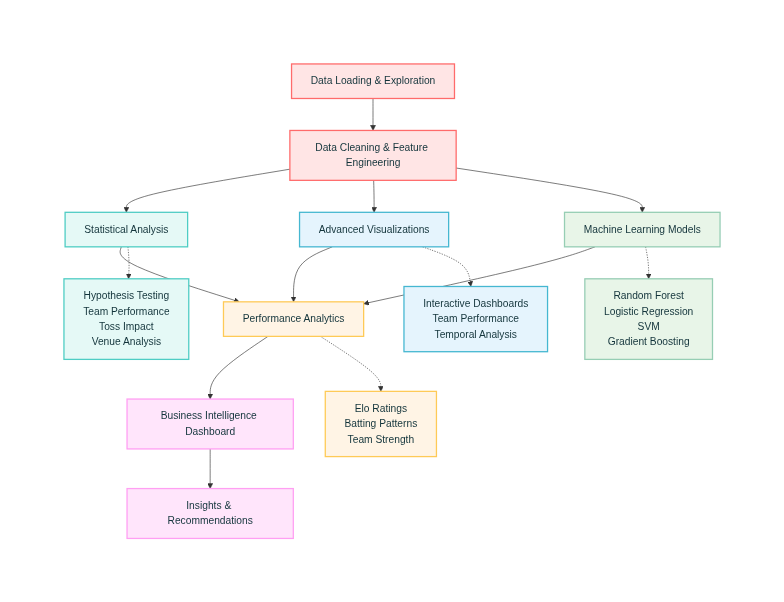 Data Loading & Exploration
Data Cleaning & Feature
Engineering
Statistical Analysis
Advanced Visualizations
Machine Learning Models
Hypothesis Testing
Team Performance
Toss Impact
Venue Analysis
Performance Analytics
Interactive Dashboards
Team Performance
Temporal Analysis
Random Forest
Logistic Regression
SVM
Gradient Boosting
Business Intelligence
Dashboard
Elo Ratings
Batting Patterns
Team Strength
Insights &
Recommendations